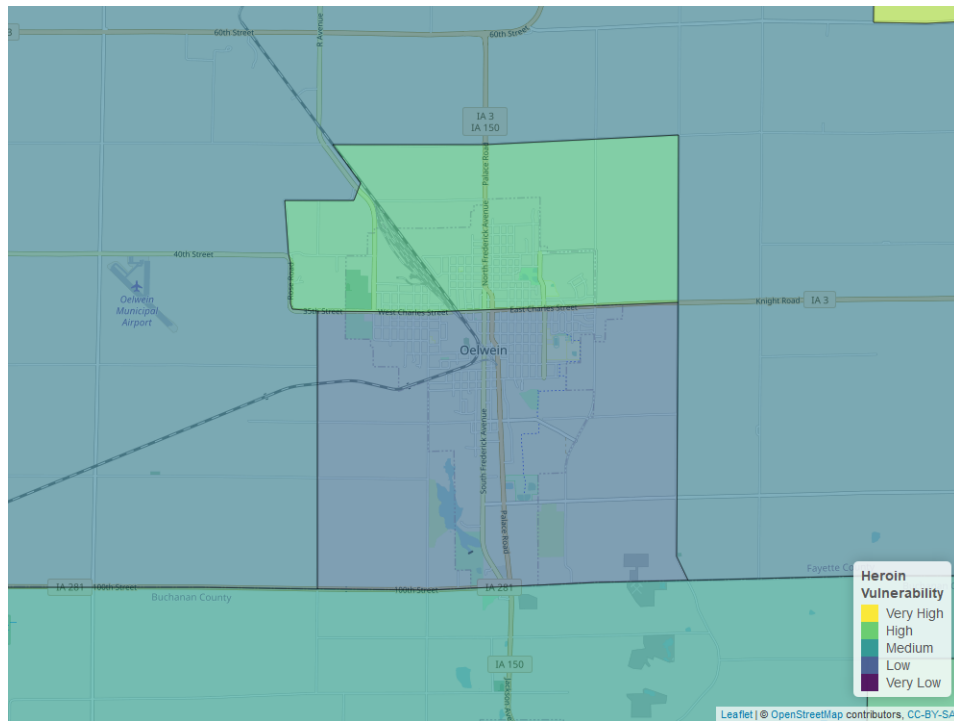 60th Street
60th Street
3
R Avenue
IA 3
IA 150
Palace Road
North Frederick Avenue
40th Street
Rose Road
Oelwein
Municipal
Airport
35th Street
West Charles Street
East Charles Street
Knight Road
IA 3
Oelwein
South Frederick Avenue
Palace Road
IA 281
100th Street
100th Street
IA 281
Buchanan County
Fayette Co
IA 150
Heroin
Vulnerability
Very High
High
Medium
Low
Very Low
Leaflet | © OpenStreetMap contributors, CC-BY-SA